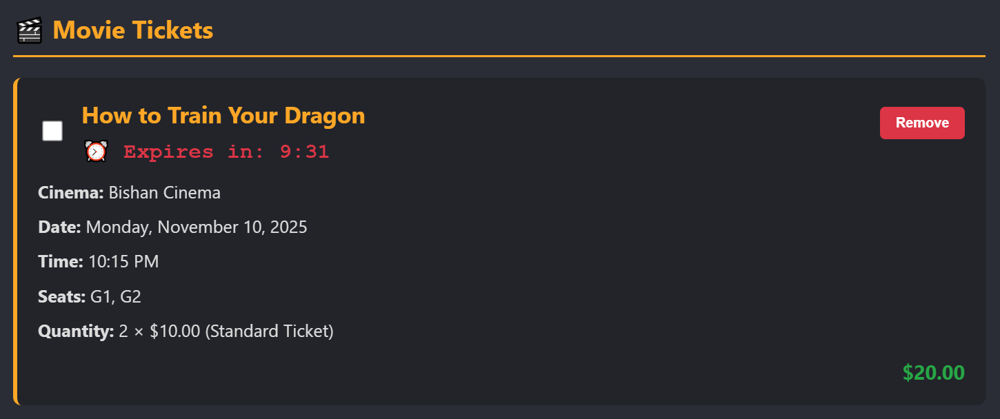 Movie Tickets
How to Train Your Dragon
Remove
Expires in: 9:31
Cinema: Bishan Cinema
Date: Monday, November 10, 2025
Time: 10:15 PM
Seats: G1, G2
Quantity: 2 × $10.00 (Standard Ticket)
$20.00